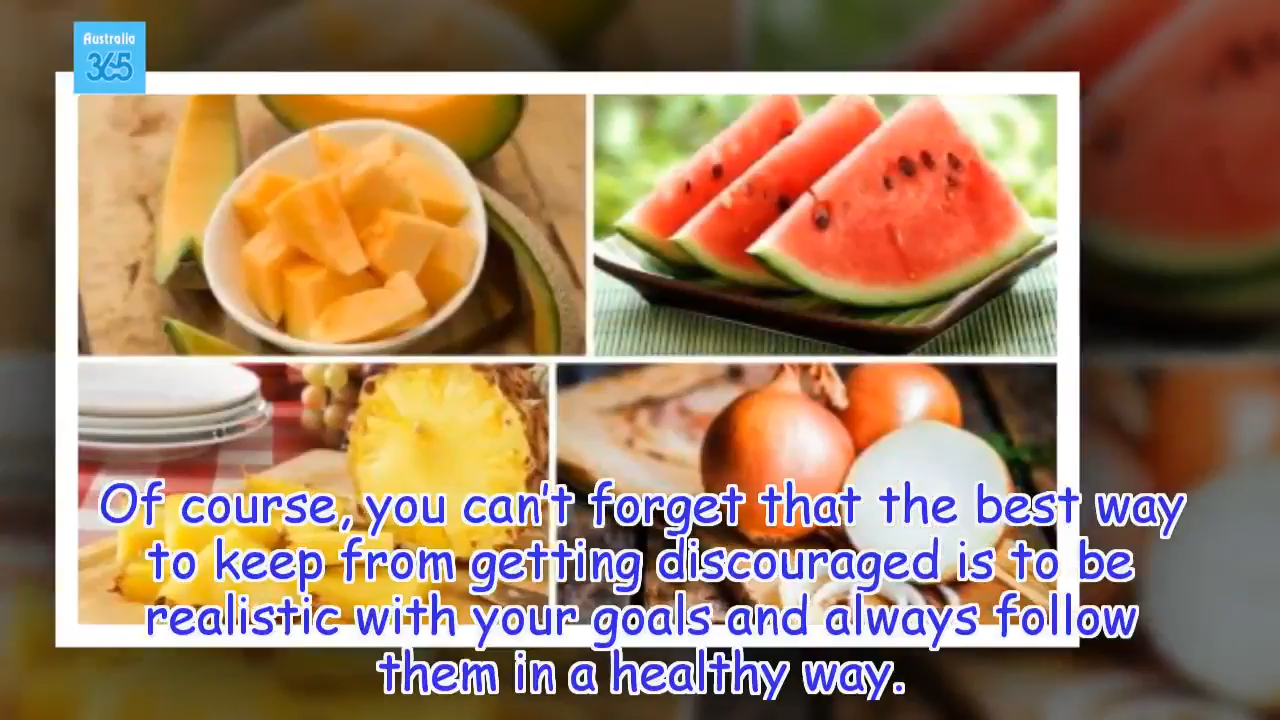 Australia
365
Of course, you can't forget that the best way
to keep from getting discouraged is to be
realistic with your goals and always follow
them in a healthy way.